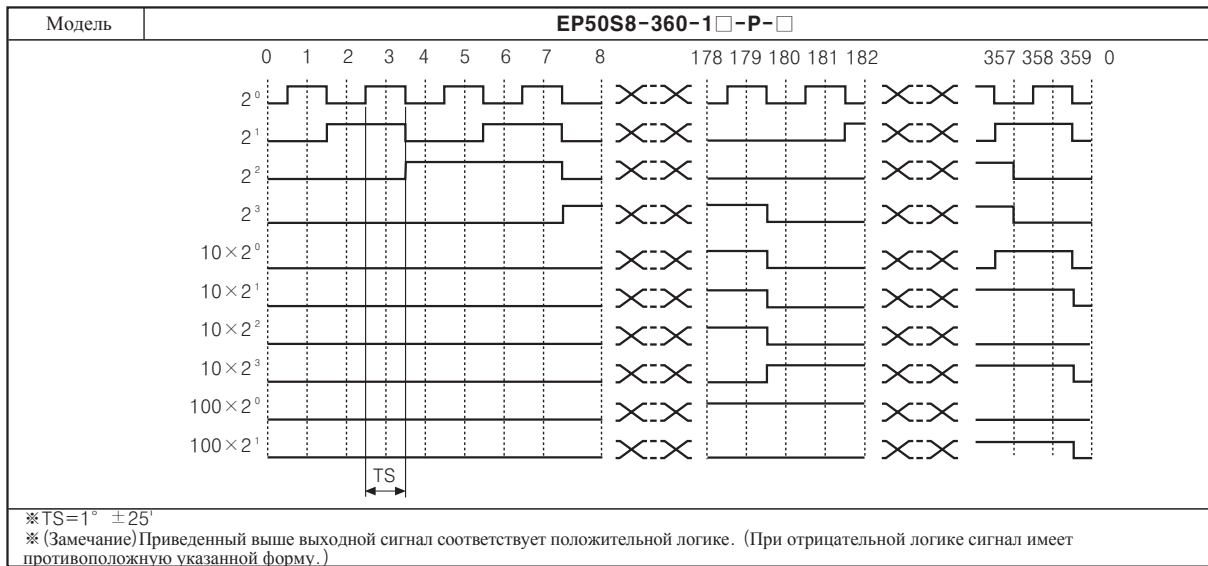 Модель
EP50S8-360-1□-P-□
0 1 2 3 4 5 6 7 8 178 179 180 181 182 357 358 359 0
2⁰
2¹
2²
2³
10×2⁰
10×2¹
10×2²
10×2³
100×2⁰
100×2¹
TS
※TS=1° ±25'
※(Замечание)Приведенный выше выходной сигнал соответствует положительной логике. (При отрицательной логике сигнал имеет
противоположную указанной форму.)